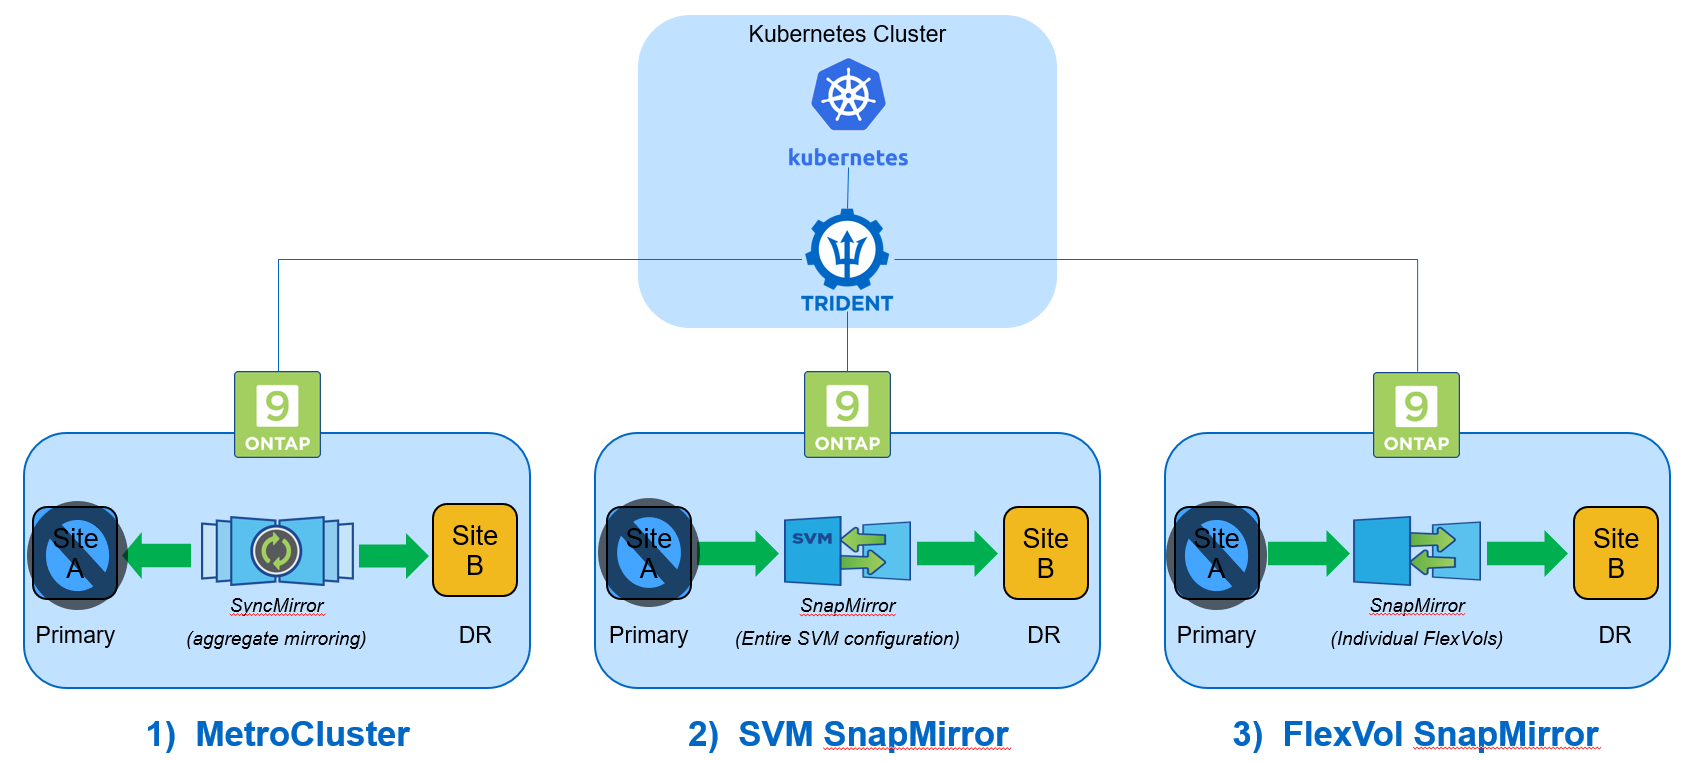 Kubernetes Cluster
kubernetes
TRIDENT
9
ONTAP
9
ONTAP
9
ONTAP
Site
A
SyncMirror
(aggregate mirroring)
Site
B
Primary
DR
Site
A
SVM
SnapMirror
(Entire SVM configuration)
Site
B
Primary
DR
Site
A
SnapMirror
(Individual FlexVols)
Site
B
Primary
DR
1) MetroCluster
2) SVM SnapMirror
3) FlexVol SnapMirror